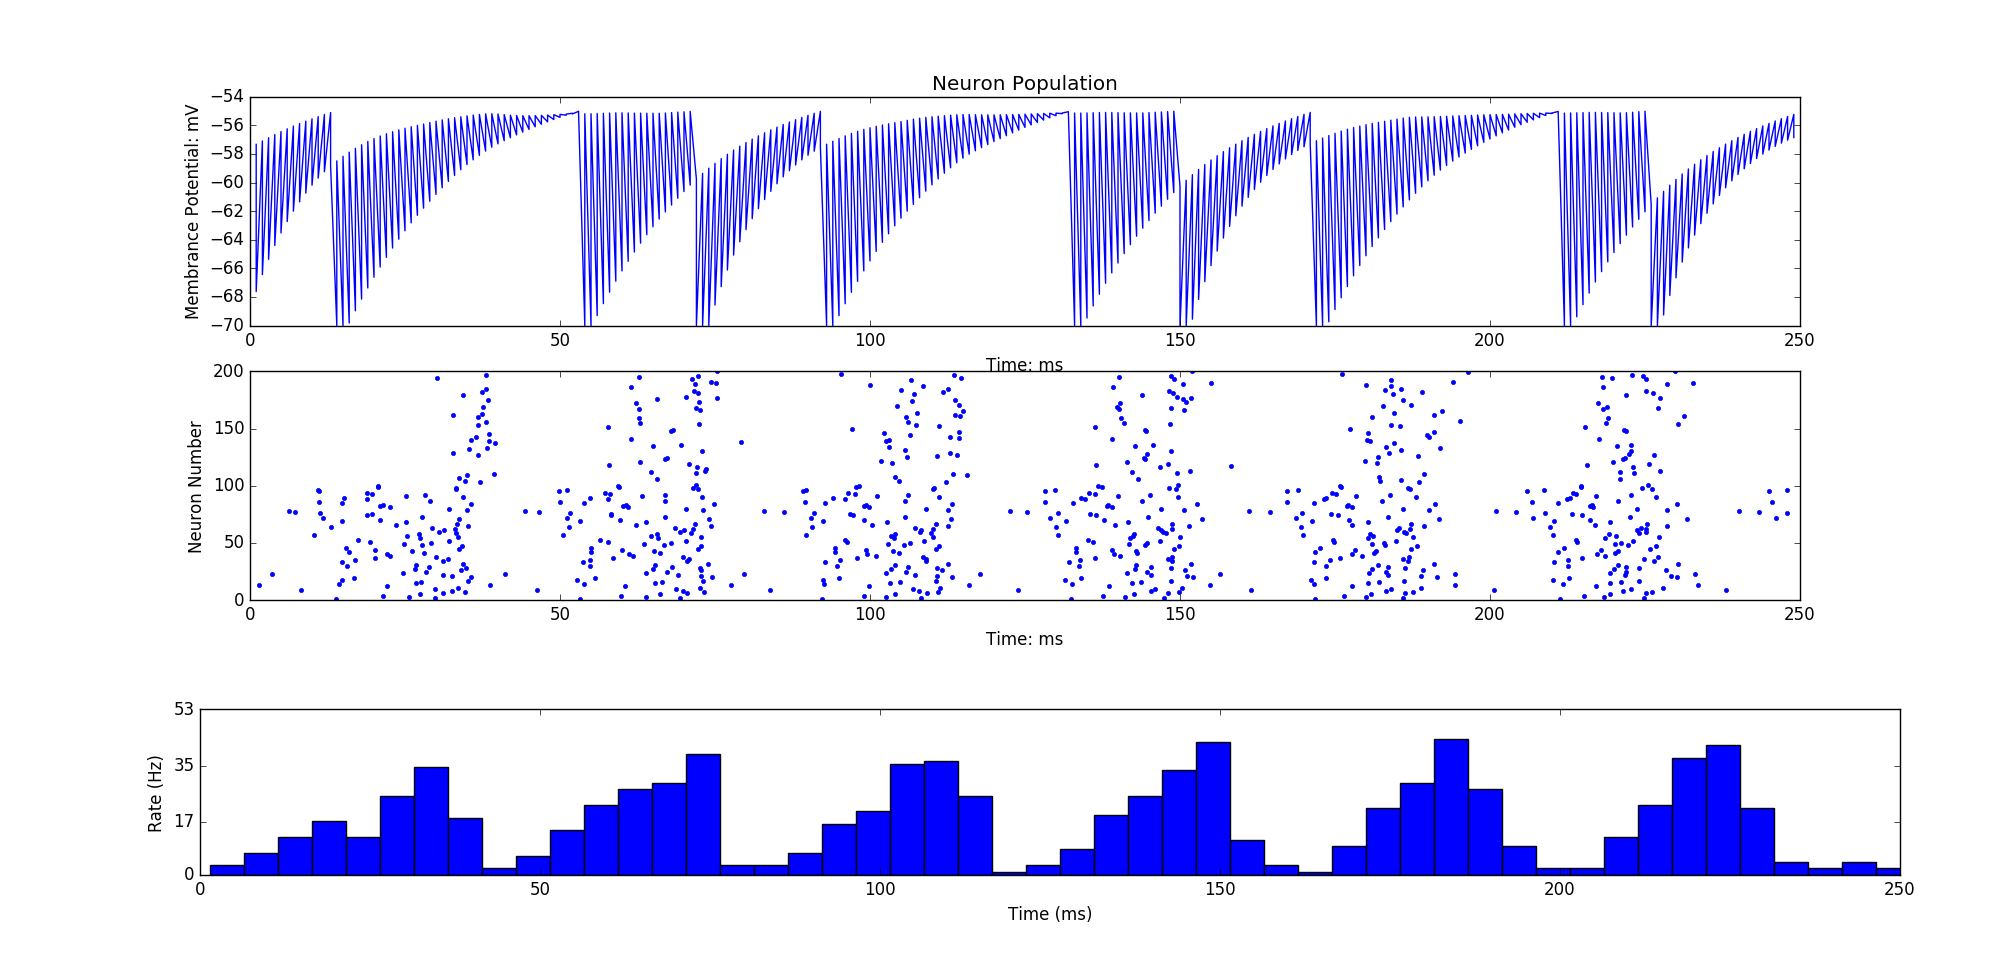 Neuron Population
−54
−56
−58
−60
−62
−64
−66
−68
−70
Membrance Potential: mV
0 50 100 150 200 250
Time: ms
200
150
100
50
0
Neuron Number
0 50 100 150 200 250
Time: ms
53
35
17
0
Rate (Hz)
0 50 100 150 200 250
Time (ms)